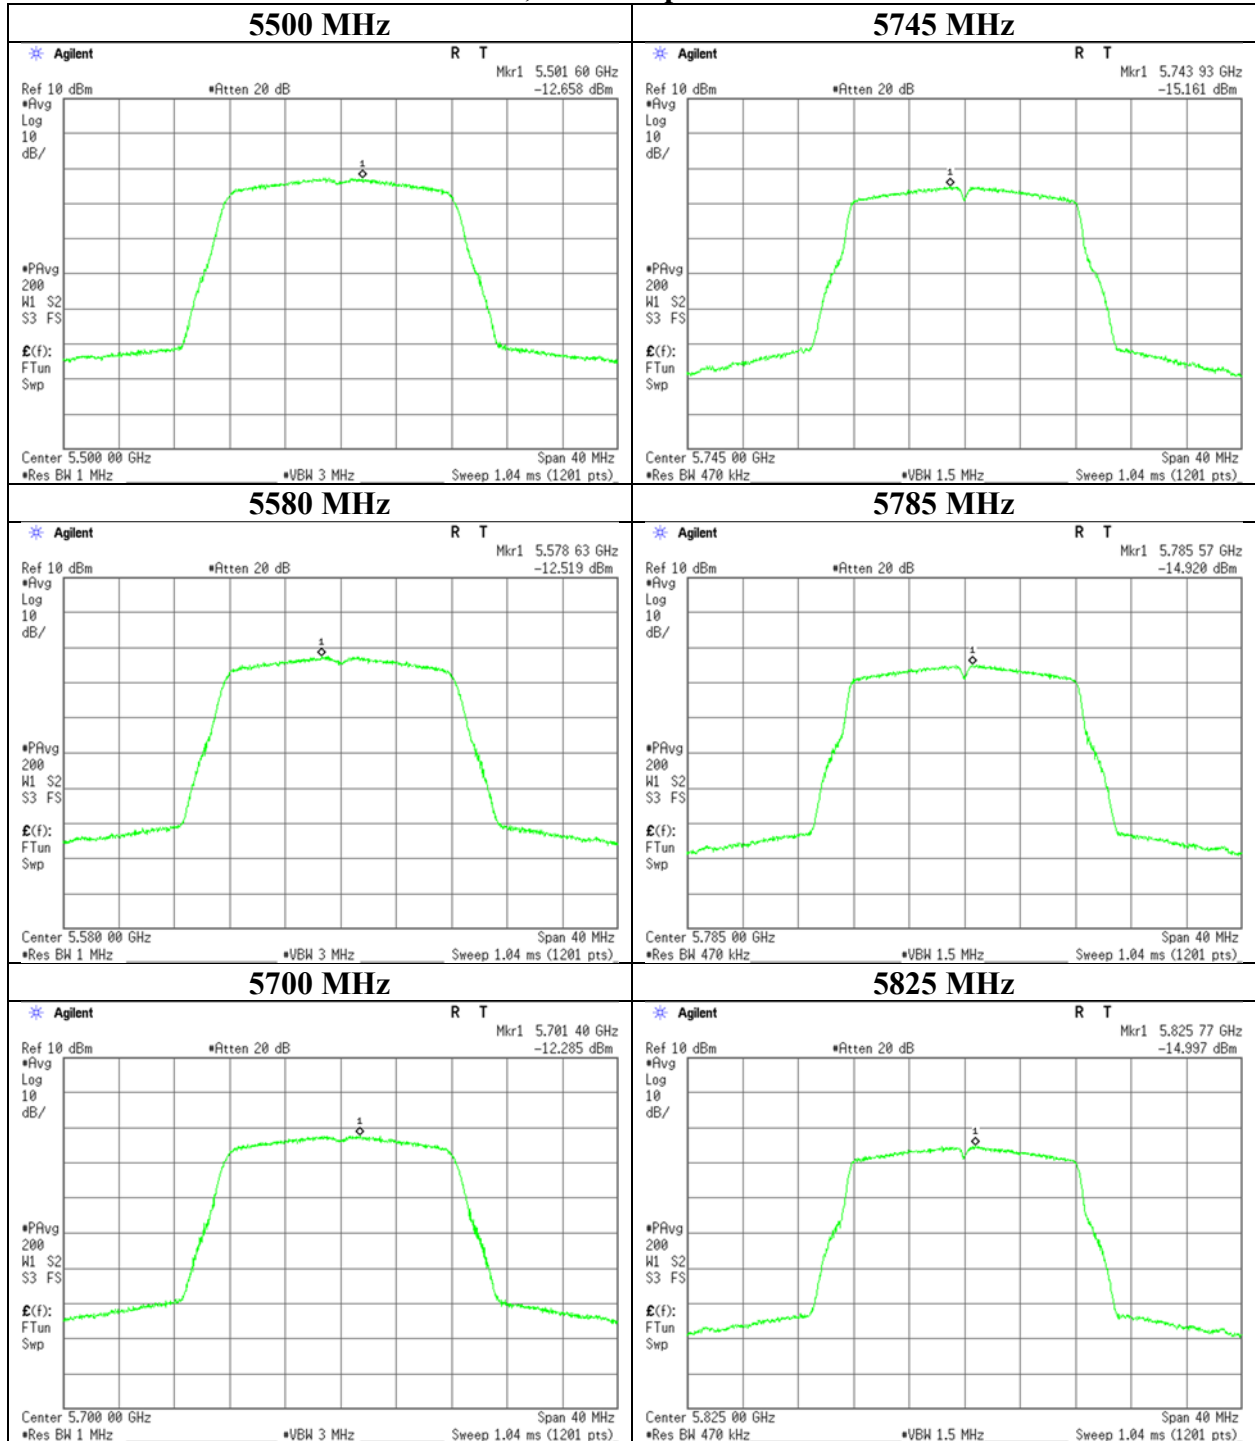 5500 MHz
Agilent R T
Mkr1 5.501 60 GHz
Ref 10 dBm #Atten 20 dB -12.658 dBm
#Avg
Log
10
dB/
1
#PAvg
200
W1 S2
S3 FS
£(f):
FTun
Swp
Center 5.500 00 GHz Span 40 MHz
#Res BW 1 MHz #VBW 3 MHz Sweep 1.04 ms (1201 pts)
5745 MHz
Agilent R T
Mkr1 5.743 93 GHz
Ref 10 dBm #Atten 20 dB -15.161 dBm
#Avg
Log
10
dB/
1
#PAvg
200
W1 S2
S3 FS
£(f):
FTun
Swp
Center 5.745 00 GHz Span 40 MHz
#Res BW 470 kHz #VBW 1.5 MHz Sweep 1.04 ms (1201 pts)
5580 MHz
Agilent R T
Mkr1 5.578 63 GHz
Ref 10 dBm #Atten 20 dB -12.519 dBm
#Avg
Log
10
dB/
1
#PAvg
200
W1 S2
S3 FS
£(f):
FTun
Swp
Center 5.580 00 GHz Span 40 MHz
#Res BW 1 MHz #VBW 3 MHz Sweep 1.04 ms (1201 pts)
5785 MHz
Agilent R T
Mkr1 5.785 57 GHz
Ref 10 dBm #Atten 20 dB -14.920 dBm
#Avg
Log
10
dB/
1
#PAvg
200
W1 S2
S3 FS
£(f):
FTun
Swp
Center 5.785 00 GHz Span 40 MHz
#Res BW 470 kHz #VBW 1.5 MHz Sweep 1.04 ms (1201 pts)
5700 MHz
Agilent R T
Mkr1 5.701 40 GHz
Ref 10 dBm #Atten 20 dB -12.285 dBm
#Avg
Log
10
dB/
1
#PAvg
200
W1 S2
S3 FS
£(f):
FTun
Swp
Center 5.700 00 GHz Span 40 MHz
#Res BW 1 MHz #VBW 3 MHz Sweep 1.04 ms (1201 pts)
5825 MHz
Agilent R T
Mkr1 5.825 77 GHz
Ref 10 dBm #Atten 20 dB -14.997 dBm
#Avg
Log
10
dB/
1
#PAvg
200
W1 S2
S3 FS
£(f):
FTun
Swp
Center 5.825 00 GHz Span 40 MHz
#Res BW 470 kHz #VBW 1.5 MHz Sweep 1.04 ms (1201 pts)